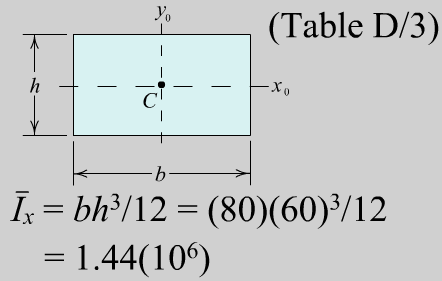 y₀
(Table D/3)
h
x₀
C
b
Īₓ = bh³/12 = (80)(60)³/12
= 1.44(10⁶)